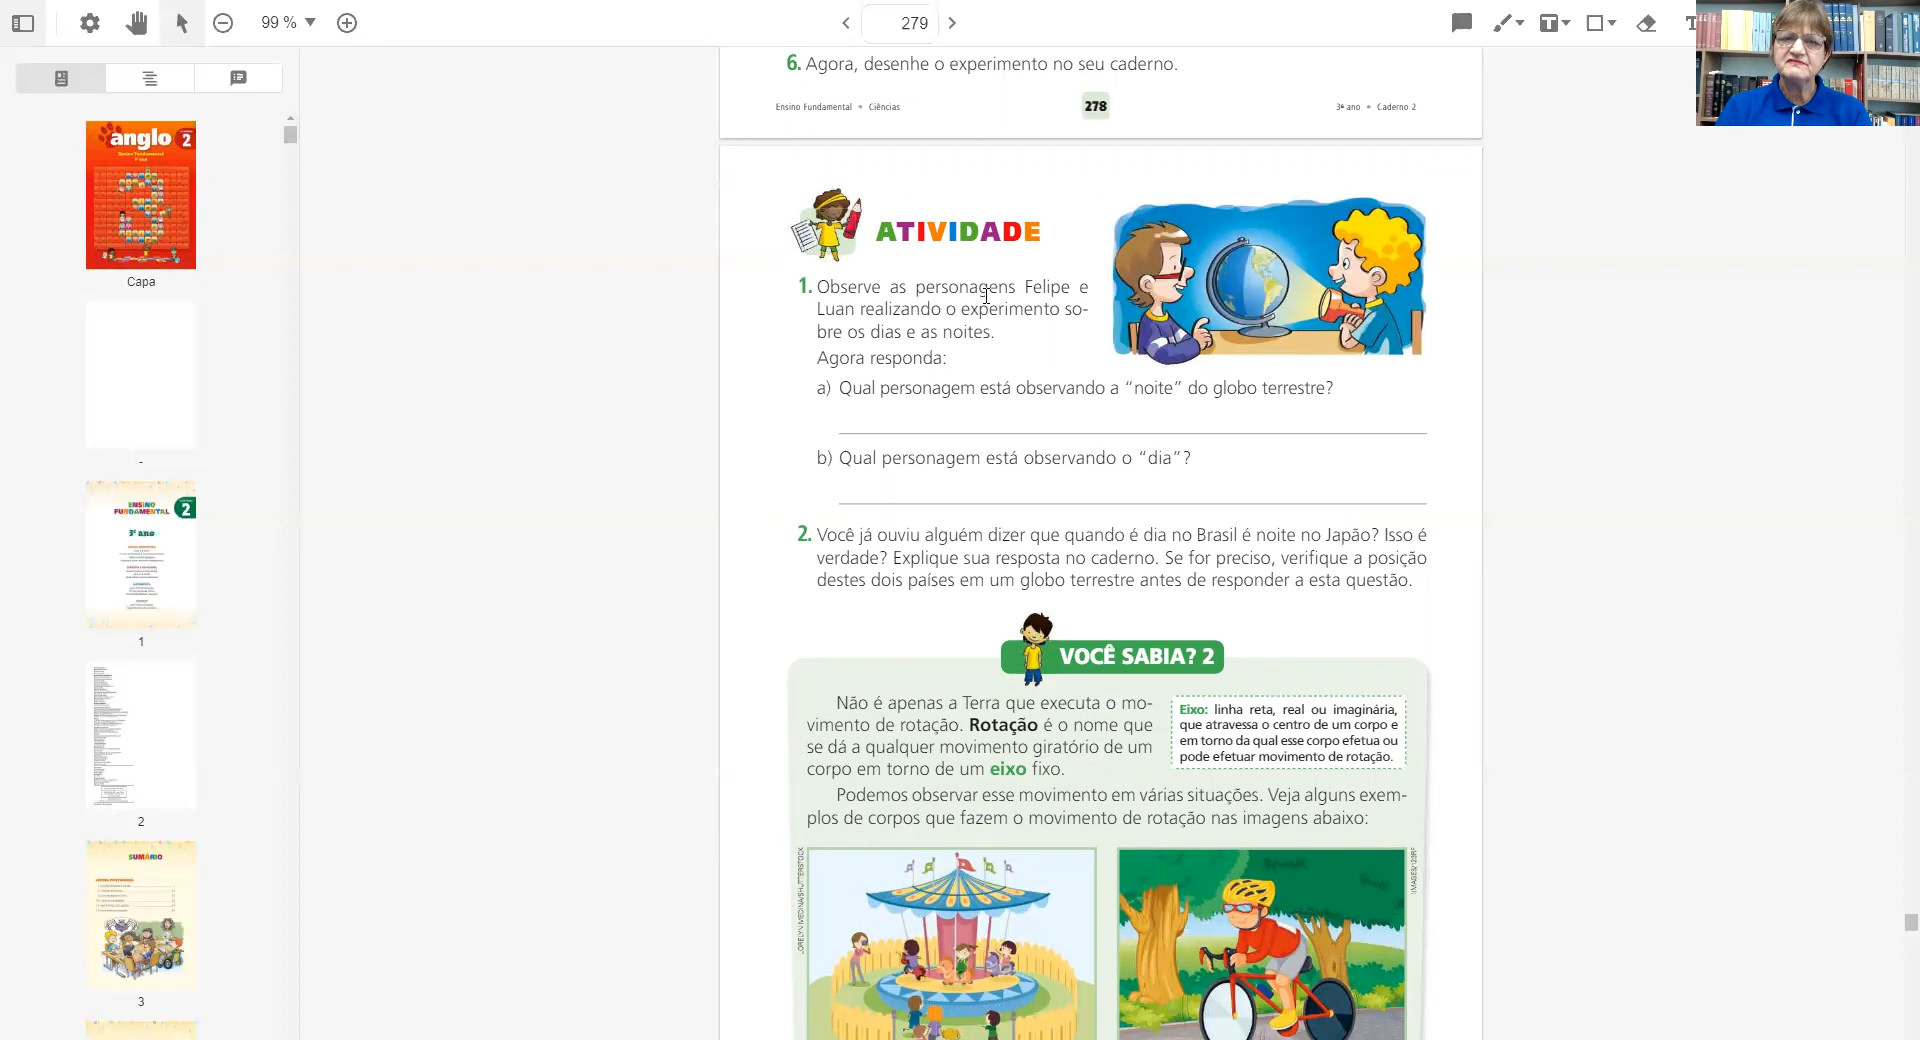 99 %
279
6. Agora, desenhe o experimento no seu caderno.
Ensino Fundamental • Ciências
278
3º ano • Caderno 2
anglo 2
Capa
-
ENSINO
FUNDAMENTAL
2
3º ano
1
2
SUMÁRIO
3
ATIVIDADE
1. Observe as personagens Felipe e
Luan realizando o experimento so-
bre os dias e as noites.
Agora responda:
a) Qual personagem está observando a “noite” do globo terrestre?
b) Qual personagem está observando o “dia”?
2. Você já ouviu alguém dizer que quando é dia no Brasil é noite no Japão? Isso é
verdade? Explique sua resposta no caderno. Se for preciso, verifique a posição
destes dois países em um globo terrestre antes de responder a esta questão.
VOCÊ SABIA? 2
Não é apenas a Terra que executa o mo-
vimento de rotação. Rotação é o nome que
se dá a qualquer movimento giratório de um
corpo em torno de um eixo fixo.
Eixo: linha reta, real ou imaginária,
que atravessa o centro de um corpo e
em torno da qual esse corpo efetua ou
pode efetuar movimento de rotação.
Podemos observar esse movimento em várias situações. Veja alguns exem-
plos de corpos que fazem o movimento de rotação nas imagens abaixo: